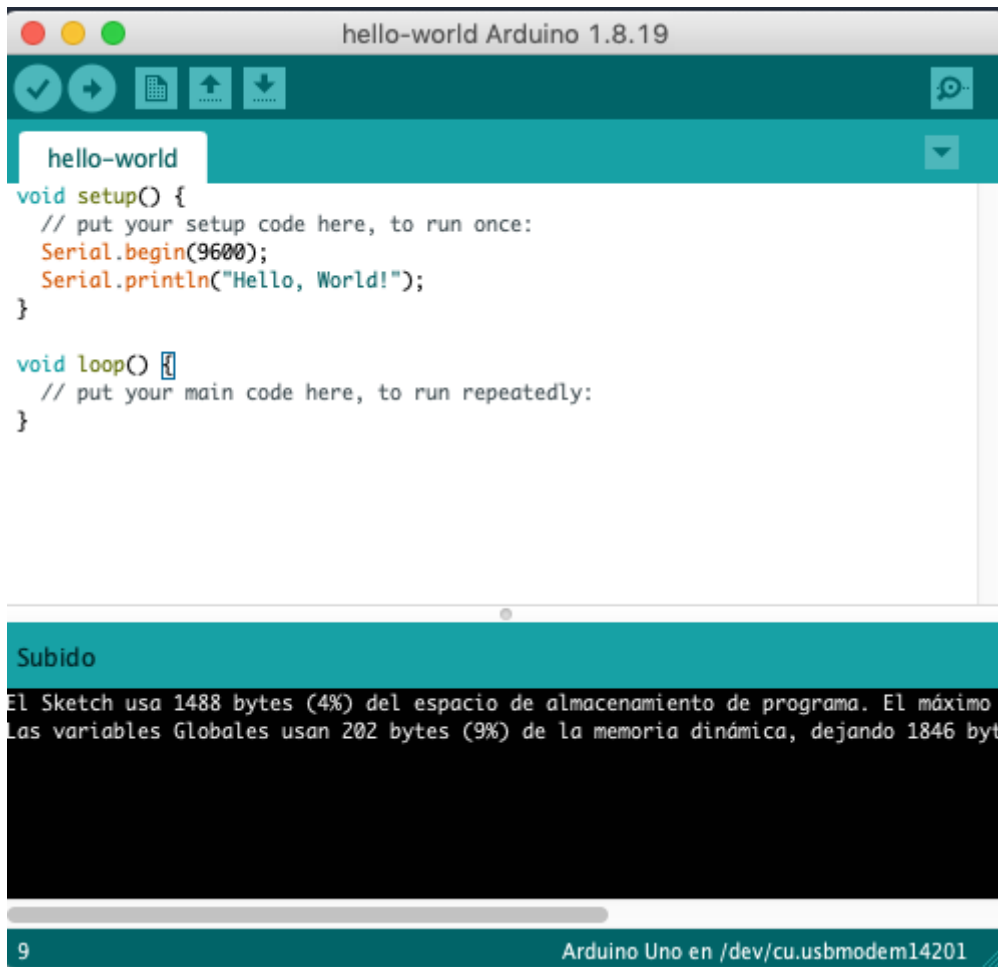 hello-world Arduino 1.8.19
hello-world
void setup() {
  // put your setup code here, to run once:
  Serial.begin(9600);
  Serial.println("Hello, World!");
}
void loop() {
  // put your main code here, to run repeatedly:
}
Subido
El Sketch usa 1488 bytes (4%) del espacio de almacenamiento de programa. El máximo
Las variables Globales usan 202 bytes (9%) de la memoria dinámica, dejando 1846 byt
9
Arduino Uno en /dev/cu.usbmodem14201